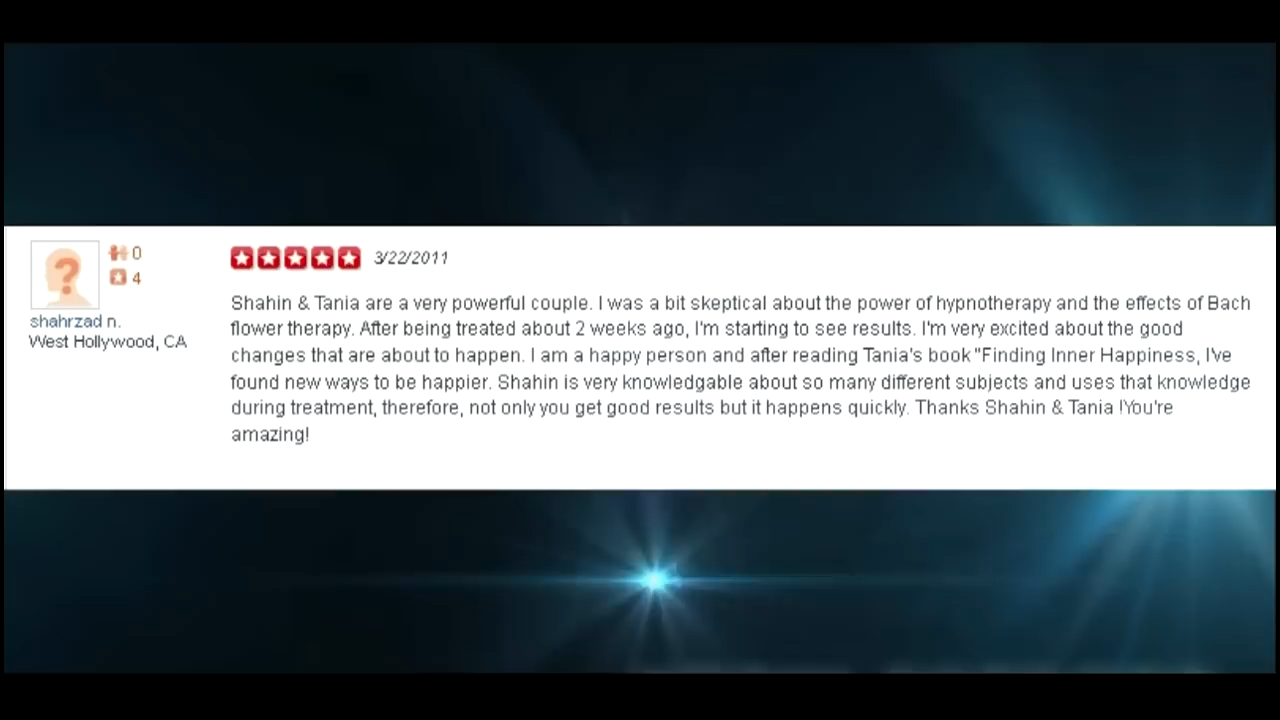 0
4
shahrzad n.
West Hollywood, CA
3/22/2011
Shahin & Tania are a very powerful couple. I was a bit skeptical about the power of hypnotherapy and the effects of Bach
flower therapy. After being treated about 2 weeks ago, I'm starting to see results. I'm very excited about the good
changes that are about to happen. I am a happy person and after reading Tania's book "Finding Inner Happiness, I've
found new ways to be happier. Shahin is very knowledgable about so many different subjects and uses that knowledge
during treatment, therefore, not only you get good results but it happens quickly. Thanks Shahin & Tania !You're
amazing!